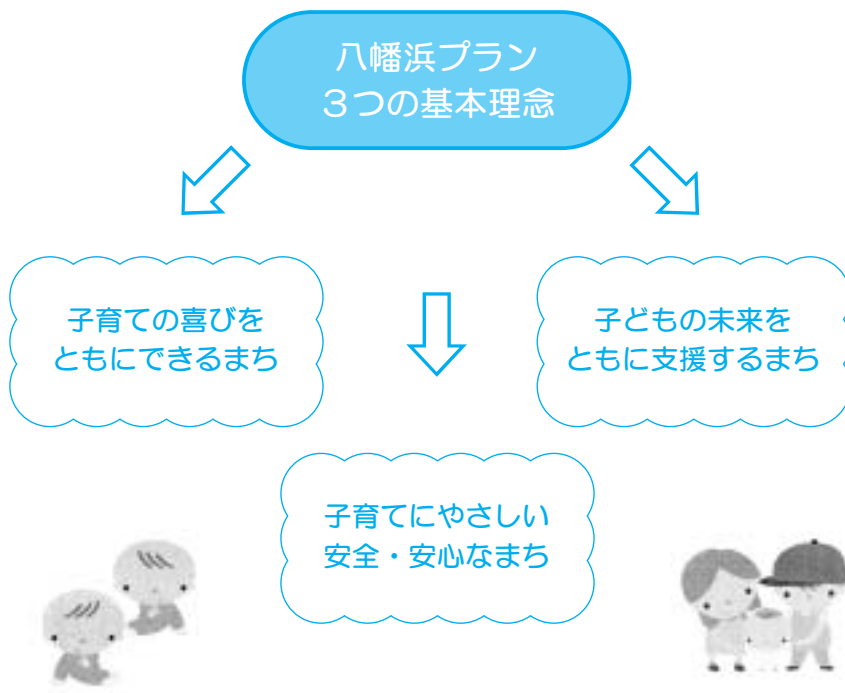 八幡浜プラン
３つの基本理念
子育ての喜びを
ともにできるまち
子どもの未来を
ともに支援するまち
子育てにやさしい
安全・安心なまち